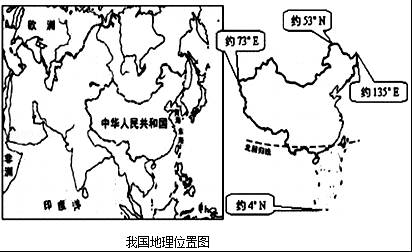 欧洲
中华人民共和国
非洲
印度洋
约53°N
约73°E
约135°E
北回归线
约4°N
我国地理位置图